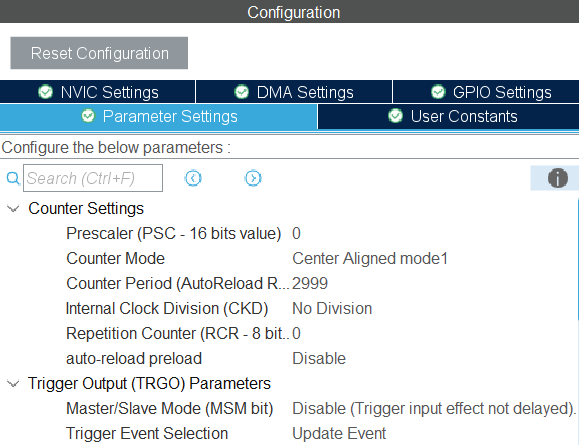 Configuration
Reset Configuration
NVIC Settings DMA Settings GPIO Settings
Parameter Settings User Constants
Configure the below parameters :
Search (Ctrl+F)
Counter Settings
Prescaler (PSC - 16 bits value) 0
Counter Mode Center Aligned mode1
Counter Period (AutoReload R... 2999
Internal Clock Division (CKD) No Division
Repetition Counter (RCR - 8 bit... 0
auto-reload preload Disable
Trigger Output (TRGO) Parameters
Master/Slave Mode (MSM bit) Disable (Trigger input effect not delayed).
Trigger Event Selection Update Event